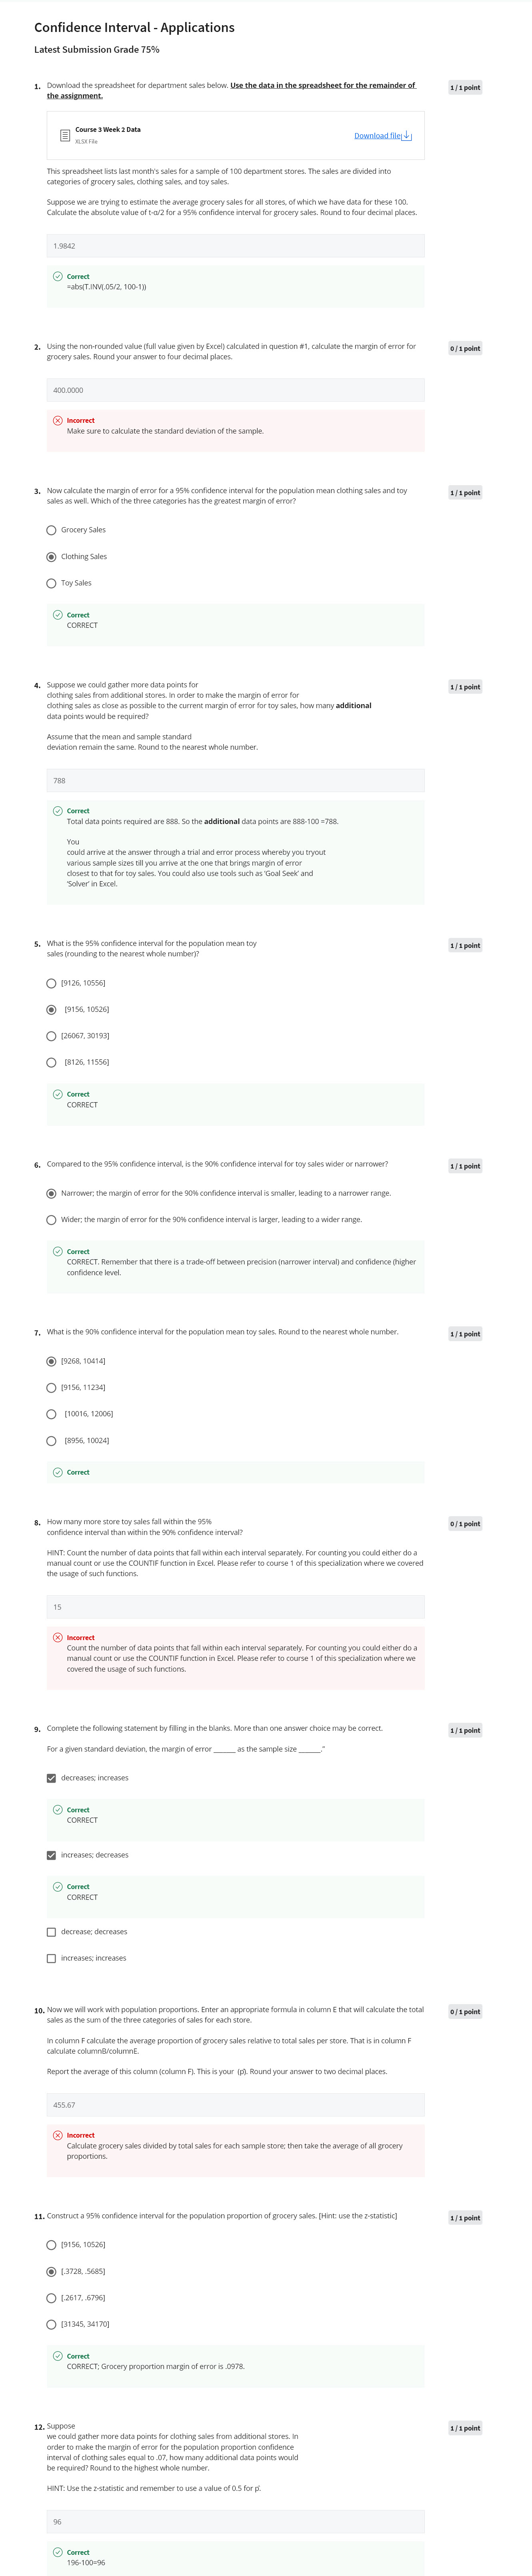 Confidence Interval - Applications
Latest Submission Grade 75%
1. Download the spreadsheet for department sales below. Use the data in the spreadsheet for the remainder of
the assignment.
1 / 1 point
Course 3 Week 2 Data
XLSX File
Download file
This spreadsheet lists last month's sales for a sample of 100 department stores. The sales are divided into
categories of grocery sales, clothing sales, and toy sales.
Suppose we are trying to estimate the average grocery sales for all stores, of which we have data for these 100.
Calculate the absolute value of t-α/2 for a 95% confidence interval for grocery sales. Round to four decimal places.
1.9842
Correct
=abs(T.INV(.05/2, 100-1))
2. Using the non-rounded value (full value given by Excel) calculated in question #1, calculate the margin of error for
grocery sales. Round your answer to four decimal places.
0 / 1 point
400.0000
Incorrect
Make sure to calculate the standard deviation of the sample.
3. Now calculate the margin of error for a 95% confidence interval for the population mean clothing sales and toy
sales as well. Which of the three categories has the greatest margin of error?
1 / 1 point
Grocery Sales
Clothing Sales
Toy Sales
Correct
CORRECT
4. Suppose we could gather more data points for
clothing sales from additional stores. In order to make the margin of error for
clothing sales as close as possible to the current margin of error for toy sales, how many additional
data points would be required?
1 / 1 point
Assume that the mean and sample standard
deviation remain the same. Round to the nearest whole number.
788
Correct
Total data points required are 888. So the additional data points are 888-100 =788.
You
could arrive at the answer through a trial and error process whereby you tryout
various sample sizes till you arrive at the one that brings margin of error
closest to that for toy sales. You could also use tools such as 'Goal Seek' and
'Solver' in Excel.
5. What is the 95% confidence interval for the population mean toy
sales (rounding to the nearest whole number)?
1 / 1 point
[9126, 10556]
[9156, 10526]
[26067, 30193]
[8126, 11556]
Correct
CORRECT
6. Compared to the 95% confidence interval, is the 90% confidence interval for toy sales wider or narrower?
1 / 1 point
Narrower; the margin of error for the 90% confidence interval is smaller, leading to a narrower range.
Wider; the margin of error for the 90% confidence interval is larger, leading to a wider range.
Correct
CORRECT. Remember that there is a trade-off between precision (narrower interval) and confidence (higher
confidence level.
7. What is the 90% confidence interval for the population mean toy sales. Round to the nearest whole number.
1 / 1 point
[9268, 10414]
[9156, 11234]
[10016, 12006]
[8956, 10024]
Correct
8. How many more store toy sales fall within the 95%
confidence interval than within the 90% confidence interval?
0 / 1 point
HINT: Count the number of data points that fall within each interval separately. For counting you could either do a
manual count or use the COUNTIF function in Excel. Please refer to course 1 of this specialization where we covered
the usage of such functions.
15
Incorrect
Count the number of data points that fall within each interval separately. For counting you could either do a
manual count or use the COUNTIF function in Excel. Please refer to course 1 of this specialization where we
covered the usage of such functions.
9. Complete the following statement by filling in the blanks. More than one answer choice may be correct.
1 / 1 point
For a given standard deviation, the margin of error ______ as the sample size ______."
decreases; increases
Correct
CORRECT
increases; decreases
Correct
CORRECT
decrease; decreases
increases; increases
10. Now we will work with population proportions. Enter an appropriate formula in column E that will calculate the total
sales as the sum of the three categories of sales for each store.
0 / 1 point
In column F calculate the average proportion of grocery sales relative to total sales per store. That is in column F
calculate columnB/columnE.
Report the average of this column (column F). This is your (p̂). Round your answer to two decimal places.
455.67
Incorrect
Calculate grocery sales divided by total sales for each sample store; then take the average of all grocery
proportions.
11. Construct a 95% confidence interval for the population proportion of grocery sales. [Hint: use the z-statistic]
1 / 1 point
[9156, 10526]
[.3728, .5685]
[.2617, .6796]
[31345, 34170]
Correct
CORRECT; Grocery proportion margin of error is .0978.
12. Suppose
we could gather more data points for clothing sales from additional stores. In
order to make the margin of error for the population proportion confidence
interval of clothing sales equal to .07, how many additional data points would
be required? Round to the highest whole number.
1 / 1 point
HINT: Use the z-statistic and remember to use a value of 0.5 for p̂.
96
Correct
196-100=96